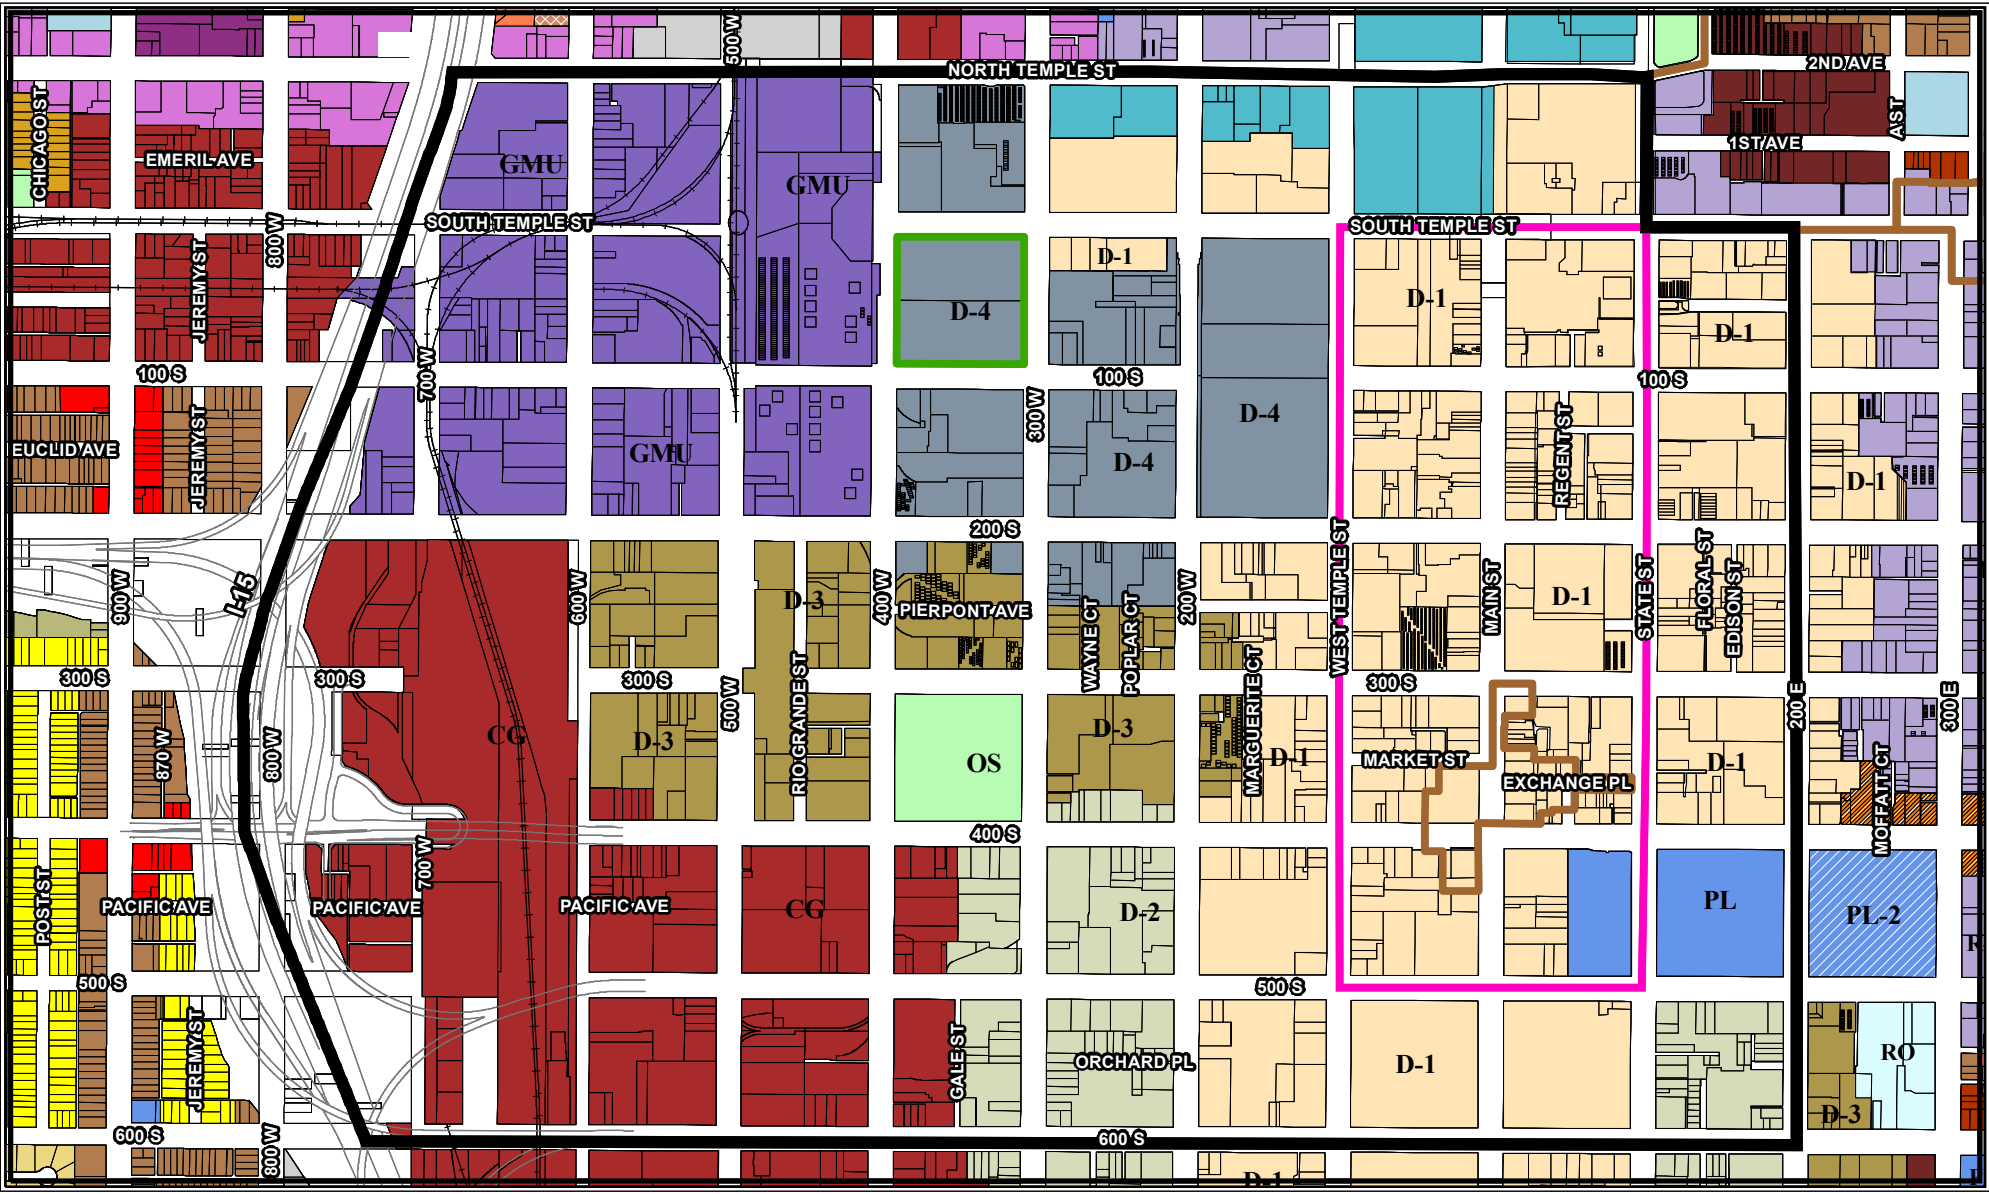 500 W
NORTH TEMPLE ST
2ND AVE
CHICAGO ST
A ST
EMERIL AVE
1ST AVE
GMU
GMU
800 W
SOUTH TEMPLE ST
SOUTH TEMPLE ST
JEREMY ST
D-1
D-1
D-4
D-1
100 S
700 W
100 S
100 S
300 W
D-4
JEREMY ST
EUCLID AVE
GMU
D-4
REGENT ST
D-1
200 S
WEST TEMPLE ST
I-15
900 W
600 W
D-3
400 W
PIERPONT AVE
WAYNE CT
POPLAR CT
200 W
MAIN ST
D-1
STATE ST
FLORAL ST
EDISON ST
300 S
300 S
300 S
500 W
RIO GRANDE ST
MARGUERITE CT
300 S
200 E
300 E
870 W
800 W
CG
D-3
OS
D-3
D-1
MARKET ST
EXCHANGE PL
D-1
MOFFATT CT
400 S
700 W
POST ST
PACIFIC AVE
PACIFIC AVE
PACIFIC AVE
CG
D-2
PL
PL-2
R
500 S
500 S
JEREMY ST
GALE ST
ORCHARD PL
D-1
RO
D-3
600 S
800 W
600 S
D-1